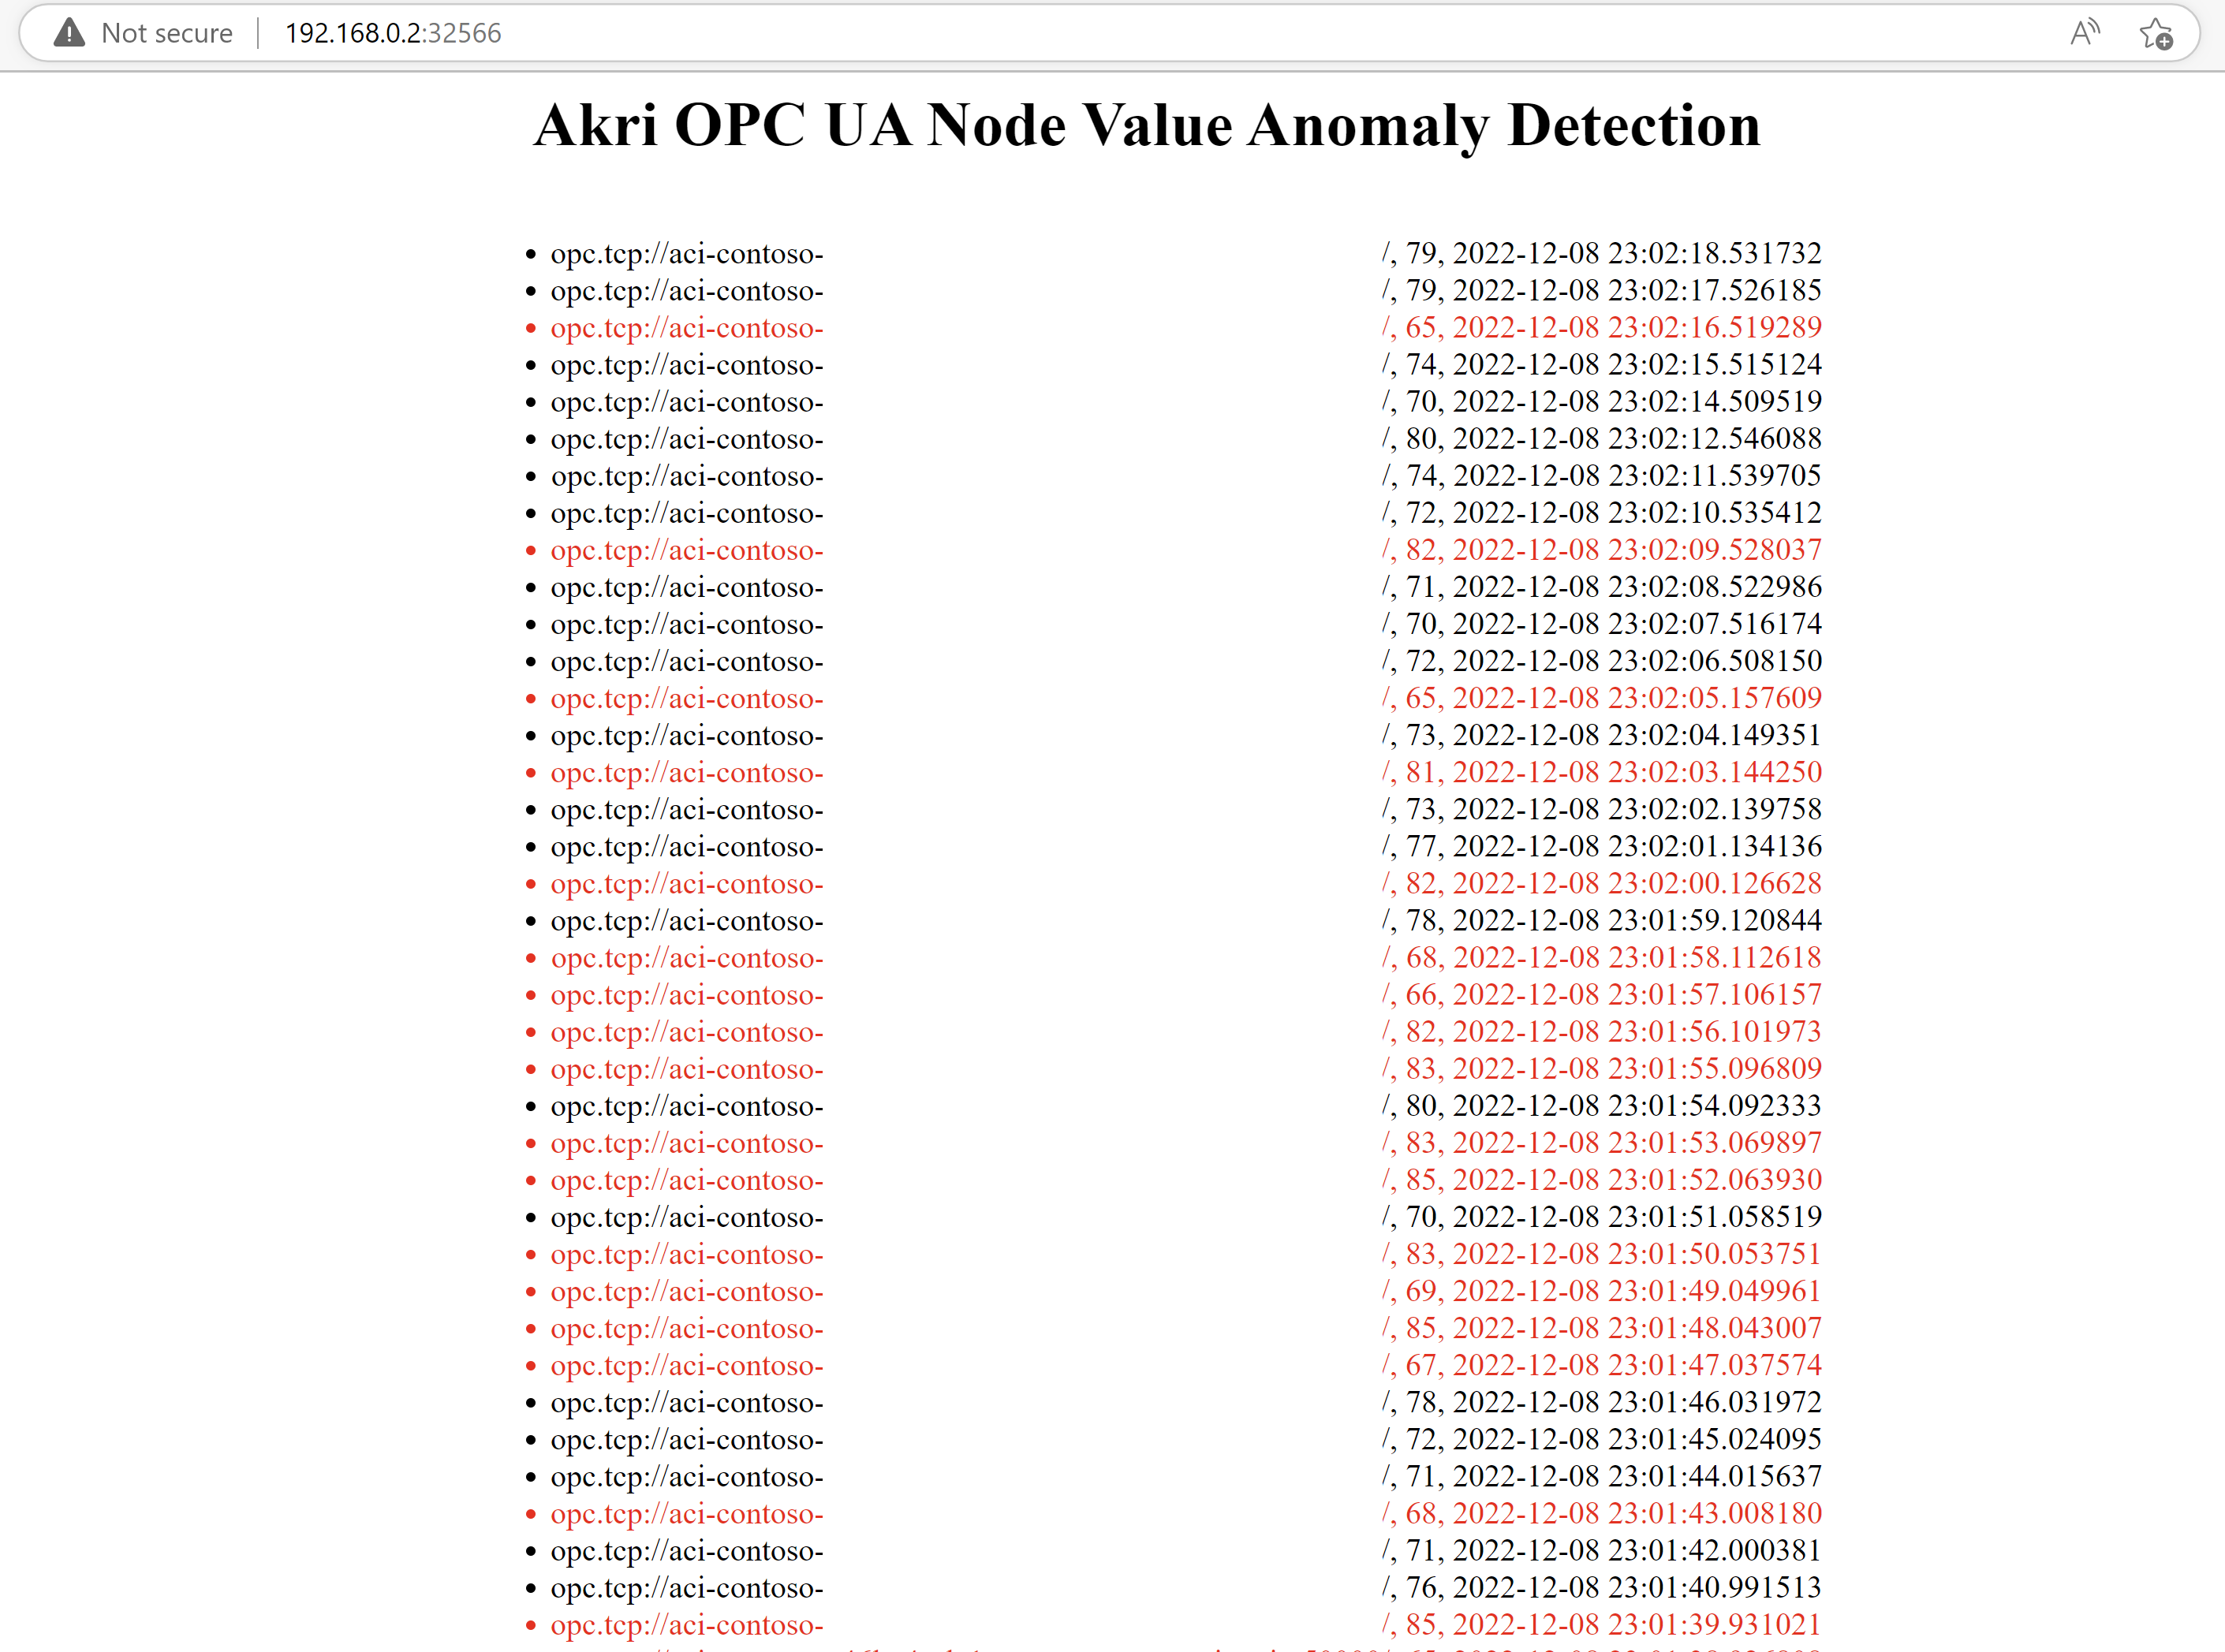 Not secure 192.168.0.2:32566
Akri OPC UA Node Value Anomaly Detection
opc.tcp://aci-contoso- /, 79, 2022-12-08 23:02:18.531732
opc.tcp://aci-contoso- /, 79, 2022-12-08 23:02:17.526185
opc.tcp://aci-contoso- /, 65, 2022-12-08 23:02:16.519289
opc.tcp://aci-contoso- /, 74, 2022-12-08 23:02:15.515124
opc.tcp://aci-contoso- /, 70, 2022-12-08 23:02:14.509519
opc.tcp://aci-contoso- /, 80, 2022-12-08 23:02:12.546088
opc.tcp://aci-contoso- /, 74, 2022-12-08 23:02:11.539705
opc.tcp://aci-contoso- /, 72, 2022-12-08 23:02:10.535412
opc.tcp://aci-contoso- /, 82, 2022-12-08 23:02:09.528037
opc.tcp://aci-contoso- /, 71, 2022-12-08 23:02:08.522986
opc.tcp://aci-contoso- /, 70, 2022-12-08 23:02:07.516174
opc.tcp://aci-contoso- /, 72, 2022-12-08 23:02:06.508150
opc.tcp://aci-contoso- /, 65, 2022-12-08 23:02:05.157609
opc.tcp://aci-contoso- /, 73, 2022-12-08 23:02:04.149351
opc.tcp://aci-contoso- /, 81, 2022-12-08 23:02:03.144250
opc.tcp://aci-contoso- /, 73, 2022-12-08 23:02:02.139758
opc.tcp://aci-contoso- /, 77, 2022-12-08 23:02:01.134136
opc.tcp://aci-contoso- /, 82, 2022-12-08 23:02:00.126628
opc.tcp://aci-contoso- /, 78, 2022-12-08 23:01:59.120844
opc.tcp://aci-contoso- /, 68, 2022-12-08 23:01:58.112618
opc.tcp://aci-contoso- /, 66, 2022-12-08 23:01:57.106157
opc.tcp://aci-contoso- /, 82, 2022-12-08 23:01:56.101973
opc.tcp://aci-contoso- /, 83, 2022-12-08 23:01:55.096809
opc.tcp://aci-contoso- /, 80, 2022-12-08 23:01:54.092333
opc.tcp://aci-contoso- /, 83, 2022-12-08 23:01:53.069897
opc.tcp://aci-contoso- /, 85, 2022-12-08 23:01:52.063930
opc.tcp://aci-contoso- /, 70, 2022-12-08 23:01:51.058519
opc.tcp://aci-contoso- /, 83, 2022-12-08 23:01:50.053751
opc.tcp://aci-contoso- /, 69, 2022-12-08 23:01:49.049961
opc.tcp://aci-contoso- /, 85, 2022-12-08 23:01:48.043007
opc.tcp://aci-contoso- /, 67, 2022-12-08 23:01:47.037574
opc.tcp://aci-contoso- /, 78, 2022-12-08 23:01:46.031972
opc.tcp://aci-contoso- /, 72, 2022-12-08 23:01:45.024095
opc.tcp://aci-contoso- /, 71, 2022-12-08 23:01:44.015637
opc.tcp://aci-contoso- /, 68, 2022-12-08 23:01:43.008180
opc.tcp://aci-contoso- /, 71, 2022-12-08 23:01:42.000381
opc.tcp://aci-contoso- /, 76, 2022-12-08 23:01:40.991513
opc.tcp://aci-contoso- /, 85, 2022-12-08 23:01:39.931021